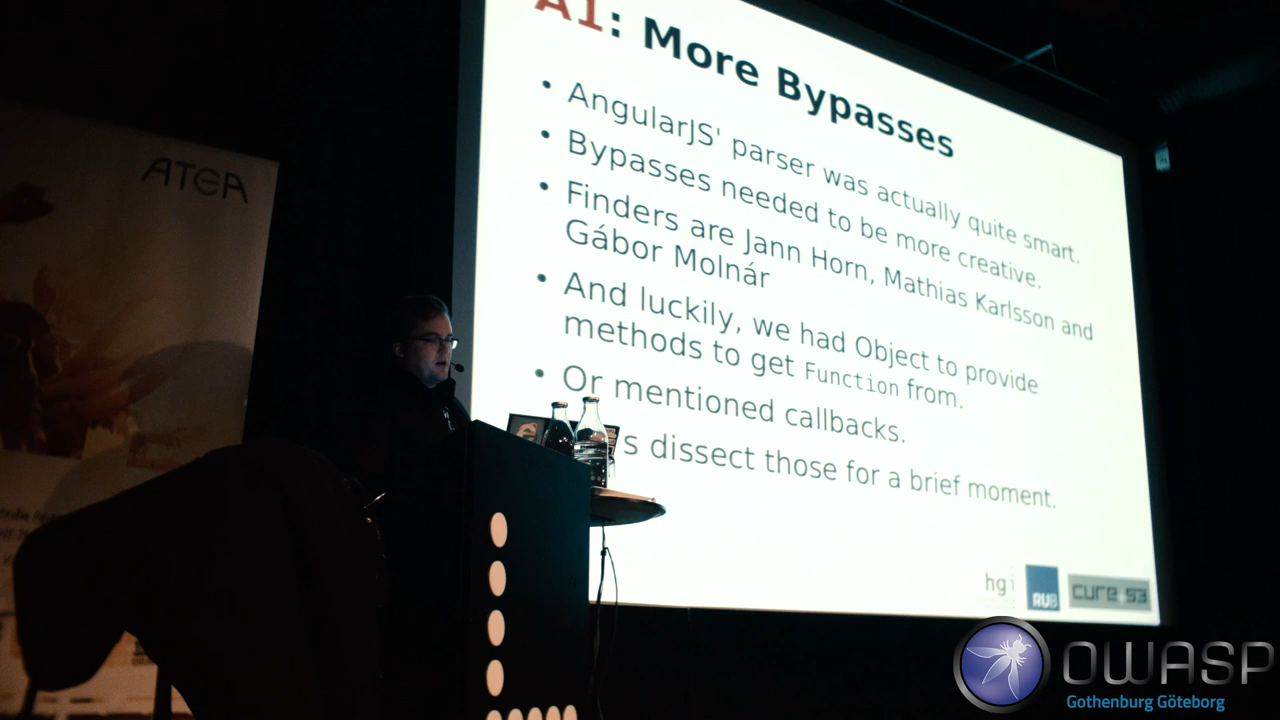 A1: More Bypasses
• AngularJS' parser was actually quite smart.
• Bypasses needed to be more creative.
• Finders are Jann Horn, Mathias Karlsson and
Gábor Molnár
• And luckily, we had Object to provide
methods to get Function from.
• Or mentioned callbacks.
s dissect those for a brief moment.
ATEA
hgi
RUB
cure53
OWASP
Gothenburg Göteborg